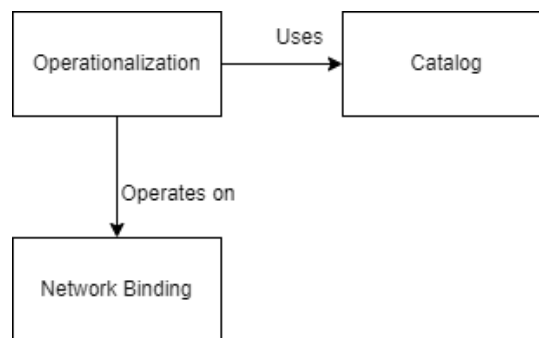 Uses
Operationalization
Catalog
Operates on
Network Binding